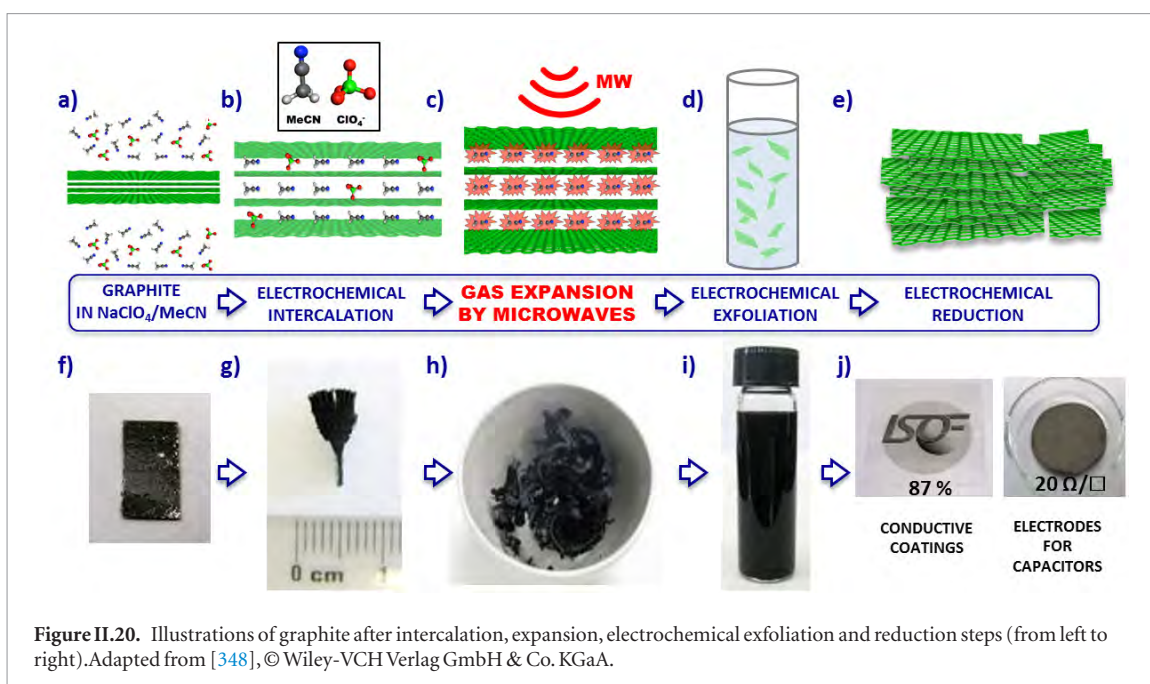 a)
b)
MeCN
ClO₄⁻
c)
MW
d)
e)
GRAPHITE
IN NaClO₄/MeCN
ELECTROCHEMICAL
INTERCALATION
GAS EXPANSION
BY MICROWAVES
ELECTROCHEMICAL
EXFOLIATION
ELECTROCHEMICAL
REDUCTION
f)
g)
0 cm 1
h)
i)
j)
ISOF
87 %
CONDUCTIVE
COATINGS
20 Ω/□
ELECTRODES
FOR
CAPACITORS
Figure II.20. Illustrations of graphite after intercalation, expansion, electrochemical exfoliation and reduction steps (from left to
right).Adapted from [348], © Wiley-VCH Verlag GmbH & Co. KGaA.